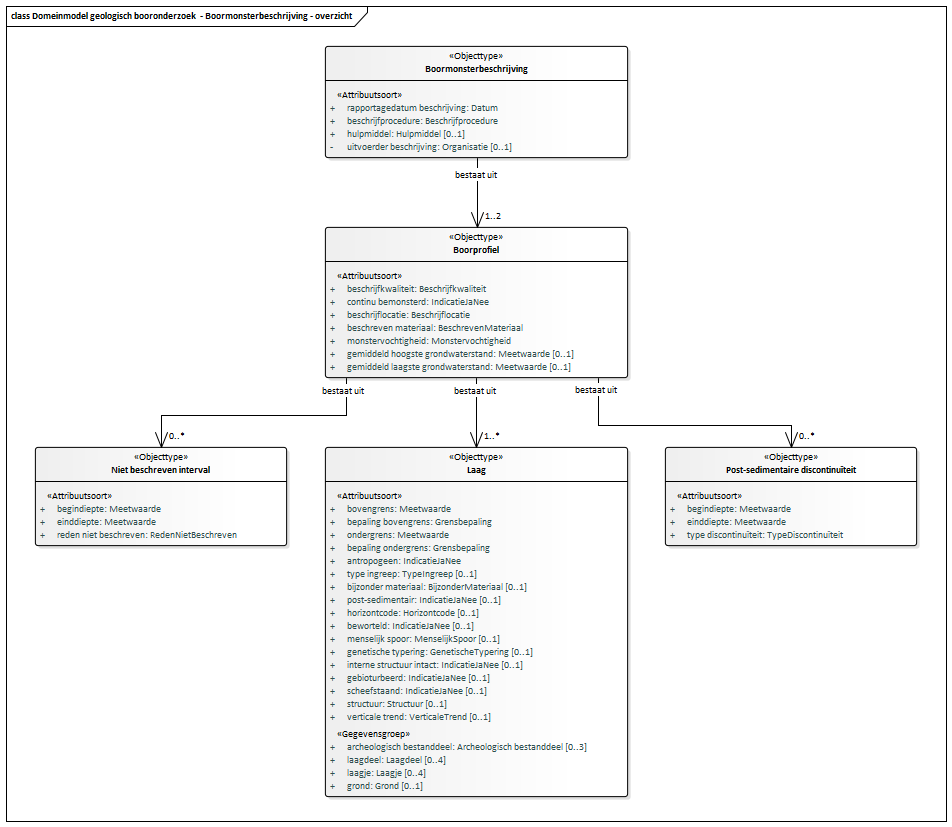 class Domeinmodel geologisch booronderzoek - Boormonsterbeschrijving - overzicht
«Objecttype»
Boormonsterbeschrijving
«Attribuutsoort»
+ rapportagedatum beschrijving: Datum
+ beschrijfprocedure: Beschrijfprocedure
+ hulpmiddel: Hulpmiddel [0..1]
- uitvoerder beschrijving: Organisatie [0..1]
bestaat uit
1..2
«Objecttype»
Boorprofiel
«Attribuutsoort»
+ beschrijfkwaliteit: Beschrijfkwaliteit
+ continu bemonsterd: IndicatieJaNee
+ beschrijflocatie: Beschrijflocatie
+ beschreven materiaal: BeschrevenMateriaal
+ monstervochtigheid: Monstervochtigheid
+ gemiddeld hoogste grondwaterstand: Meetwaarde [0..1]
+ gemiddeld laagste grondwaterstand: Meetwaarde [0..1]
bestaat uit
bestaat uit
bestaat uit
0..*
1..*
0..*
«Objecttype»
Niet beschreven interval
«Attribuutsoort»
+ begindiepte: Meetwaarde
+ einddiepte: Meetwaarde
+ reden niet beschreven: RedenNietBeschreven
«Objecttype»
Laag
«Attribuutsoort»
+ bovengrens: Meetwaarde
+ bepaling bovengrens: Grensbepaling
+ ondergrens: Meetwaarde
+ bepaling ondergrens: Grensbepaling
+ antropogeen: IndicatieJaNee
+ type ingreep: TypeIngreep [0..1]
+ bijzonder materiaal: BijzonderMateriaal [0..1]
+ post-sedimentair: IndicatieJaNee [0..1]
+ horizontcode: Horizontcode [0..1]
+ beworteld: IndicatieJaNee [0..1]
+ menselijk spoor: MenselijkSpoor [0..1]
+ genetische typering: GenetischeTypering [0..1]
+ interne structuur intact: IndicatieJaNee [0..1]
+ gebioturbeerd: IndicatieJaNee [0..1]
+ scheefstaand: IndicatieJaNee [0..1]
+ structuur: Structuur [0..1]
+ verticale trend: VerticaleTrend [0..1]
«Gegevensgroep»
+ archeologisch bestanddeel: Archeologisch bestanddeel [0..3]
+ laagdeel: Laagdeel [0..4]
+ laagje: Laagje [0..4]
+ grond: Grond [0..1]
«Objecttype»
Post-sedimentaire discontinuïteit
«Attribuutsoort»
+ begindiepte: Meetwaarde
+ einddiepte: Meetwaarde
+ type discontinuïteit: TypeDiscontinuïteit